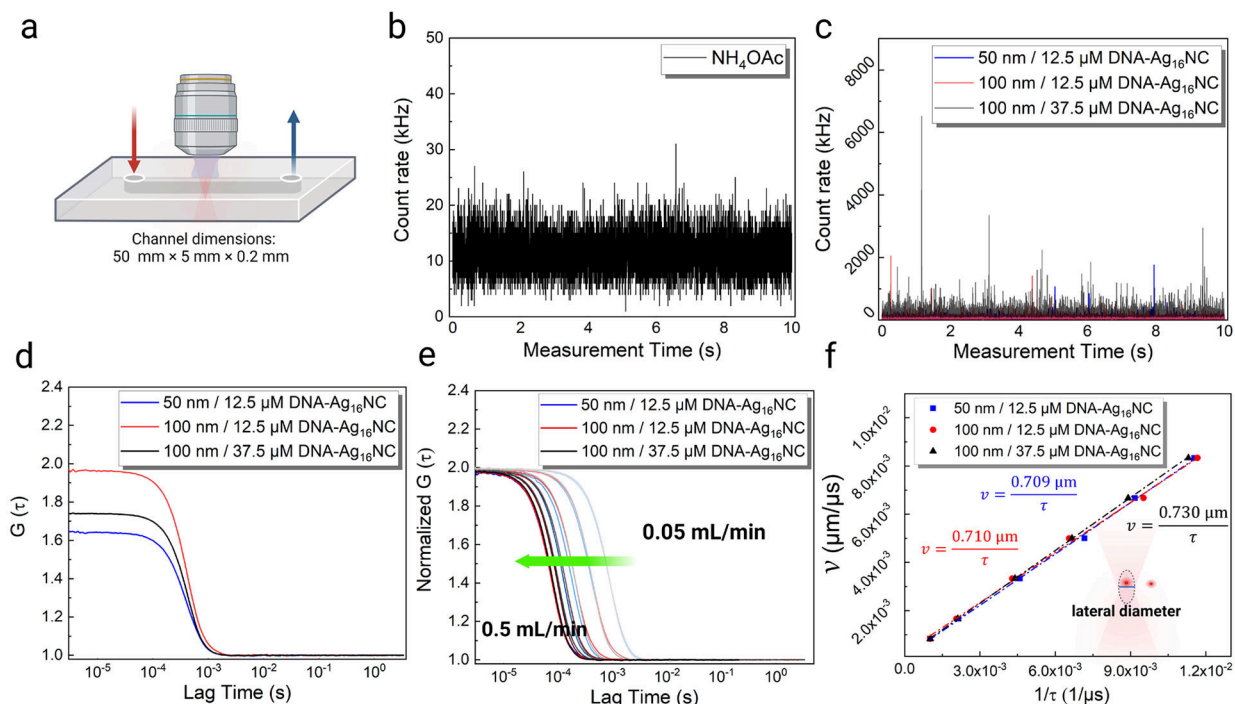 a
Channel dimensions:
50 mm × 5 mm × 0.2 mm
b
50
40
30
20
10
0
Count rate (kHz)
NH₄OAc
0
2
4
6
8
10
Measurement Time (s)
c
8000
6000
4000
2000
0
Count rate (kHz)
50 nm / 12.5 µM DNA-Ag₁₆NC
100 nm / 12.5 µM DNA-Ag₁₆NC
100 nm / 37.5 µM DNA-Ag₁₆NC
0
2
4
6
8
10
Measurement Time (s)
d
2.4
2.2
2.0
1.8
1.6
1.4
1.2
1.0
G (τ)
50 nm / 12.5 µM DNA-Ag₁₆NC
100 nm / 12.5 µM DNA-Ag₁₆NC
100 nm / 37.5 µM DNA-Ag₁₆NC
10⁻⁵
10⁻⁴
10⁻³
10⁻²
10⁻¹
10⁰
Lag Time (s)
e
2.4
2.2
2.0
1.8
1.6
1.4
1.2
1.0
Normalized G (τ)
50 nm / 12.5 µM DNA-Ag₁₆NC
100 nm / 12.5 µM DNA-Ag₁₆NC
100 nm / 37.5 µM DNA-Ag₁₆NC
0.05 mL/min
0.5 mL/min
10⁻⁵
10⁻⁴
10⁻³
10⁻²
10⁻¹
10⁰
Lag Time (s)
f
1.0x10⁻²
8.0x10⁻³
6.0x10⁻³
4.0x10⁻³
2.0x10⁻³
ν (µm/µs)
50 nm / 12.5 µM DNA-Ag₁₆NC
100 nm / 12.5 µM DNA-Ag₁₆NC
100 nm / 37.5 µM DNA-Ag₁₆NC
v = 0.709 µm / τ
v = 0.710 µm / τ
v = 0.730 µm / τ
lateral diameter
0.0
3.0x10⁻³
6.0x10⁻³
9.0x10⁻³
1.2x10⁻²
1/τ (1/µs)